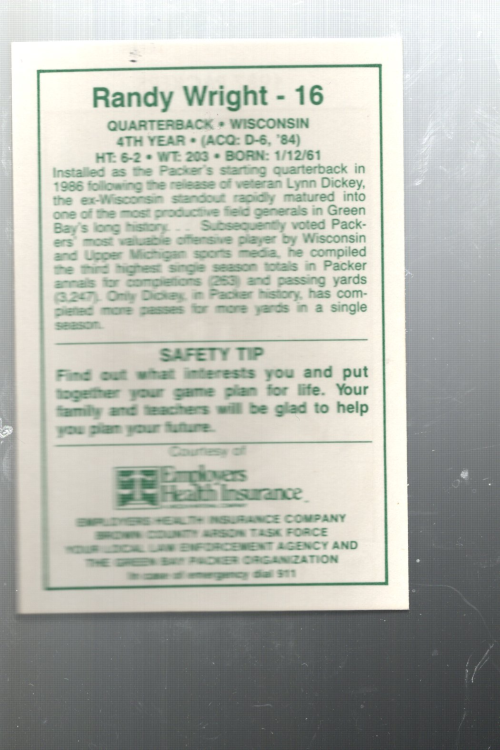 Randy Wright - 16
QUARTERBACK • WISCONSIN
4TH YEAR • (ACQ: D-6, '84)
HT: 6-2 • WT: 203 • BORN: 1/12/61
Installed as the Packer's starting quarterback in
1986 following the release of veteran Lynn Dickey,
the ex-Wisconsin standout rapidly matured into
one of the most productive field generals in Green
Bay's long history. . . Subsequently voted Pack-
ers' most valuable offensive player by Wisconsin
and Upper Michigan sports media, he compiled
the third highest single season totals in Packer
annals for completions (263) and passing yards
(3,247). Only Dickey, in Packer history, has com-
pleted more passes for more yards in a single
season.
SAFETY TIP
Find out what interests you and put
together your game plan for life. Your
family and teachers will be glad to help
you plan your future.
Courtesy of
Employers
Health Insurance
EMPLOYERS HEALTH INSURANCE COMPANY
BROWN COUNTY ARSON TASK FORCE
YOUR LOCAL LAW ENFORCEMENT AGENCY AND
THE GREEN BAY PACKER ORGANIZATION
In case of emergency dial 911